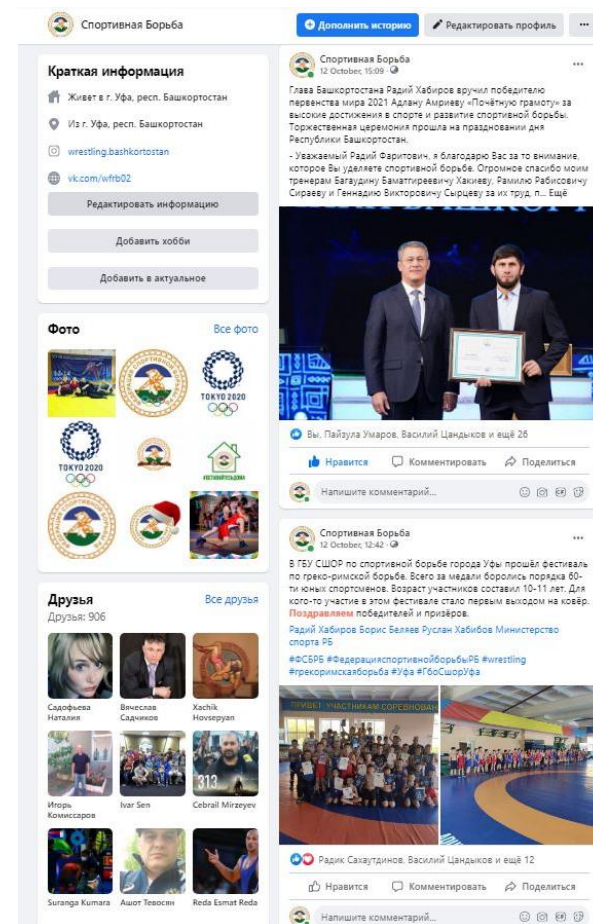 Спортивная Борьба
Дополнить историю
Редактировать профиль
Краткая информация
Живет в г. Уфа, респ. Башкортостан
Из г. Уфа, респ. Башкортостан
wrestling.bashkortostan
vk.com/wfrb02
Редактировать информацию
Добавить хобби
Добавить в актуальное
Фото
Все фото
TOKYO 2020
TOKYO 2020
Друзья
Все друзья
Друзья: 906
Садофьева
Наталия
Вячеслав
Садчиков
Xachik
Hovsepyan
313
Игорь
Комиссаров
Ivar Sen
Cebrail Mirzeyev
Suranga Kumara
Ашот Тевосян
Reda Esmat Reda
Спортивная Борьба
12 October, 15:09
Глава Башкортостана Радий Хабиров вручил победителю
первенства мира 2021 Адлану Амриеву «Почётную грамоту» за
высокие достижения в спорте и развитие спортивной борьбы.
Торжественная церемония прошла на праздновании дня
Республики Башкортостан.
- Уважаемый Радий Фаритович, я благодарю Вас за то внимание,
которое Вы уделяете спортивной борьбе. Огромное спасибо моим
тренерам Багаудину Баматгиреевичу Хакиеву, Рамилю Рабисовичу
Сираеву и Геннадию Викторовичу Сырцеву за их труд, п... Ещё
Вы, Пайзула Умаров, Василий Цандыков и ещё 26
Нравится
Комментировать
Поделиться
Напишите комментарий...
Спортивная Борьба
12 October, 12:42
В ГБУ СШОР по спортивной борьбе города Уфы прошёл фестиваль
по греко-римской борьбе. Всего за медали боролись порядка 60-
ти юных спортсменов. Возраст участников составил 10-11 лет. Для
кого-то участие в этом фестивале стало первым выходом на ковёр.
Поздравляем победителей и призёров.
Радий Хабиров Борис Беляев Руслан Хабибов Министерство
спорта РБ
#ФСБРБ #ФедерацияспортивнойборьбыРБ #wrestling
#грекоримскаяборьба #Уфа #ГбоСшорУфа
ПРИВЕТ УЧАСТНИКАМ СОРЕВНОВАН
Радик Сахаутдинов, Василий Цандыков и ещё 12
Нравится
Комментировать
Поделиться
Напишите комментарий...